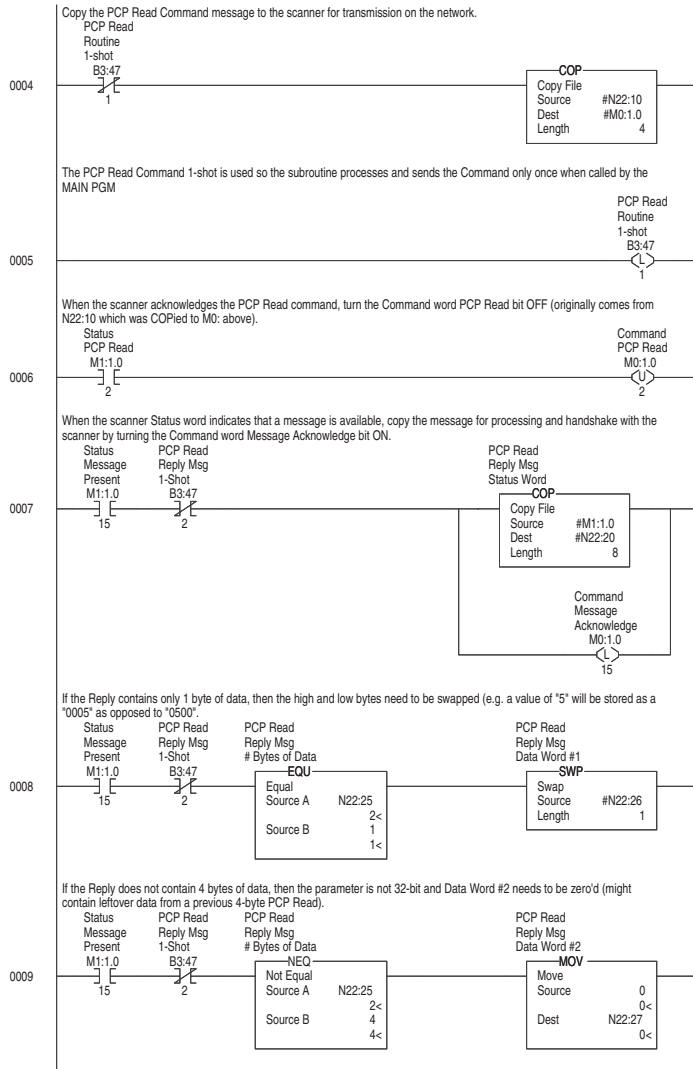 Copy the PCP Read Command message to the scanner for transmission on the network.
PCP Read
Routine
1-shot
B3:47
1
0004
COP
Copy File
Source #N22:10
Dest #M0:1.0
Length 4
The PCP Read Command 1-shot is used so the subroutine processes and sends the Command only once when called by the
MAIN PGM
PCP Read
Routine
1-shot
B3:47
0005
L
1
When the scanner acknowledges the PCP Read command, turn the Command word PCP Read bit OFF (originally comes from
N22:10 which was COPied to M0: above).
Status
PCP Read
M1:1.0
2
Command
PCP Read
M0:1.0
0006
U
2
When the scanner Status word indicates that a message is available, copy the message for processing and handshake with the
scanner by turning the Command word Message Acknowledge bit ON.
Status
Message
Present
M1:1.0
15
PCP Read
Reply Msg
1-Shot
B3:47
2
PCP Read
Reply Msg
Status Word
0007
COP
Copy File
Source #M1:1.0
Dest #N22:20
Length 8
Command
Message
Acknowledge
M0:1.0
L
15
If the Reply contains only 1 byte of data, then the high and low bytes need to be swapped (e.g. a value of "5" will be stored as a
"0005" as opposed to "0500".
Status
Message
Present
M1:1.0
15
PCP Read
Reply Msg
1-Shot
B3:47
2
PCP Read
Reply Msg
# Bytes of Data
0008
EQU
Equal
Source A N22:25
2<
Source B 1
1<
PCP Read
Reply Msg
Data Word #1
SWP
Swap
Source #N22:26
Length 1
If the Reply does not contain 4 bytes of data, then the parameter is not 32-bit and Data Word #2 needs to be zero'd (might
contain leftover data from a previous 4-byte PCP Read).
Status
Message
Present
M1:1.0
15
PCP Read
Reply Msg
1-Shot
B3:47
2
PCP Read
Reply Msg
# Bytes of Data
0009
NEQ
Not Equal
Source A N22:25
2<
Source B 4
4<
PCP Read
Reply Msg
Data Word #2
MOV
Move
Source 0
0<
Dest N22:27
0<